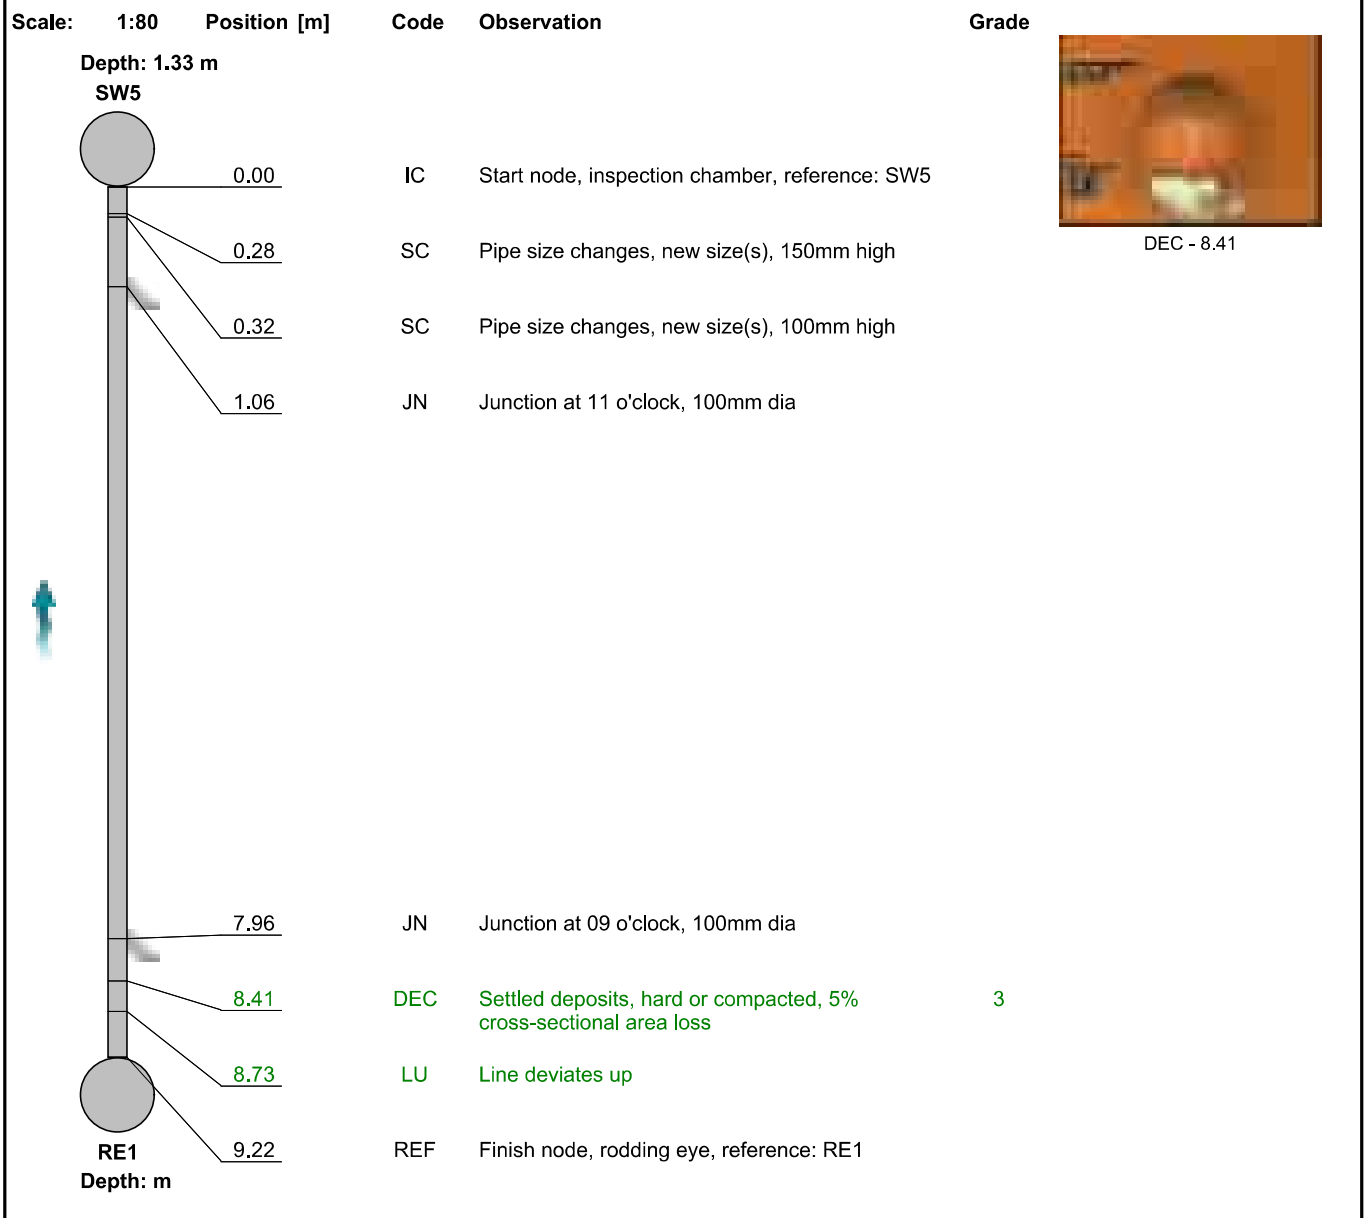 Scale: 1:80 Position [m] Code Observation Grade
Depth: 1.33 m
SW5
0.00 IC Start node, inspection chamber, reference: SW5
DEC - 8.41
0.28 SC Pipe size changes, new size(s), 150mm high
0.32 SC Pipe size changes, new size(s), 100mm high
1.06 JN Junction at 11 o'clock, 100mm dia
7.96 JN Junction at 09 o'clock, 100mm dia
8.41 DEC Settled deposits, hard or compacted, 5% 3
cross-sectional area loss
8.73 LU Line deviates up
9.22 REF Finish node, rodding eye, reference: RE1
RE1
Depth: m